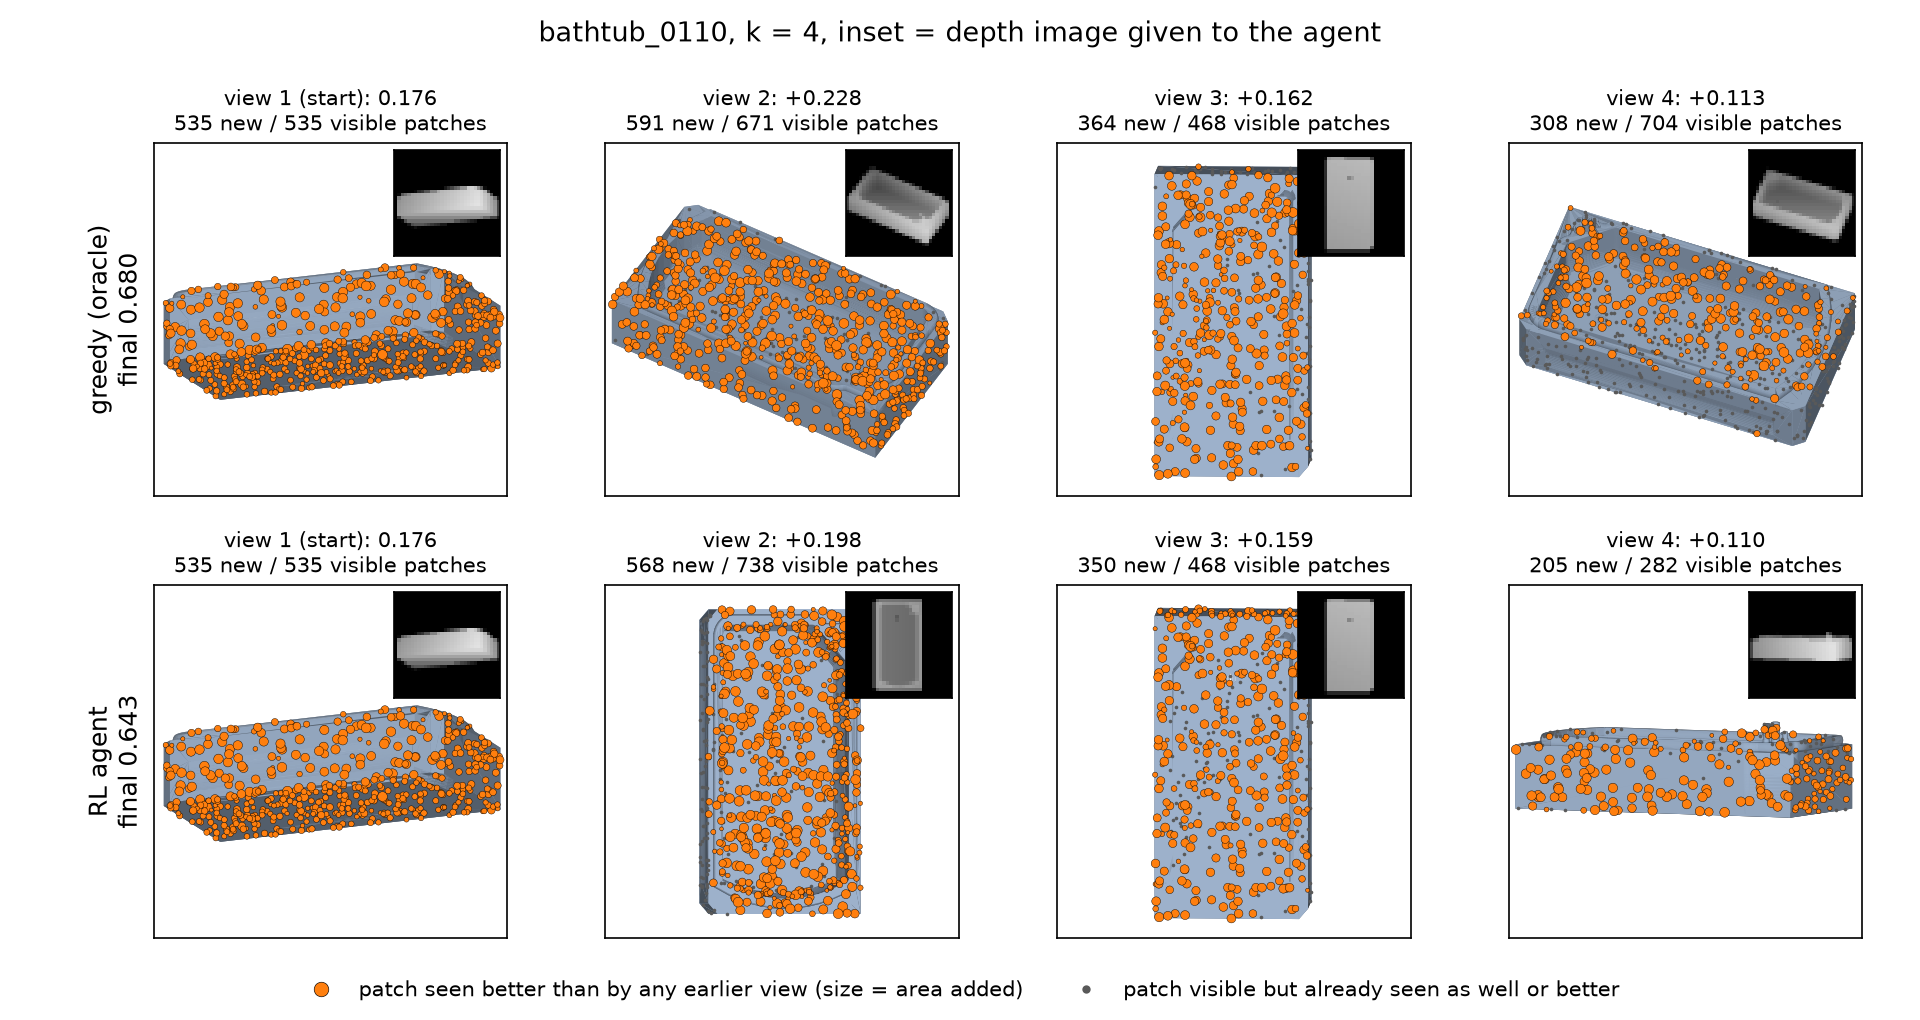 bathtub_0110, k = 4, inset = depth image given to the agent
view 1 (start): 0.176
535 new / 535 visible patches
view 2: +0.228
591 new / 671 visible patches
view 3: +0.162
364 new / 468 visible patches
view 4: +0.113
308 new / 704 visible patches
greedy (oracle)
final 0.680
view 1 (start): 0.176
535 new / 535 visible patches
view 2: +0.198
568 new / 738 visible patches
view 3: +0.159
350 new / 468 visible patches
view 4: +0.110
205 new / 282 visible patches
RL agent
final 0.643
patch seen better than by any earlier view (size = area added)
patch visible but already seen as well or better